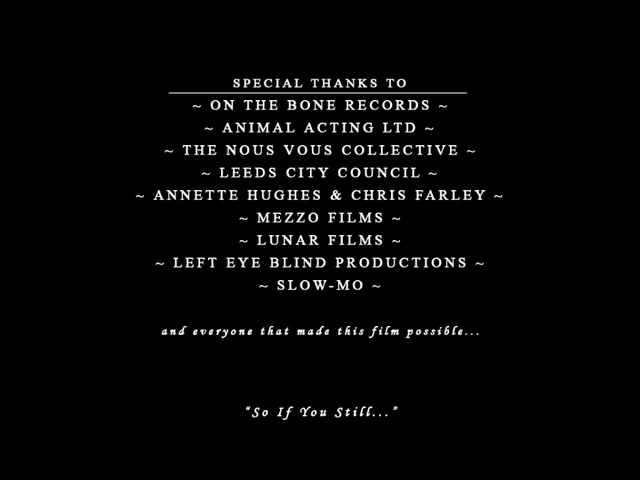 SPECIAL THANKS TO
~ ON THE BONE RECORDS ~
~ ANIMAL ACTING LTD ~
~ THE NOUS VOUS COLLECTIVE ~
~ LEEDS CITY COUNCIL ~
~ ANNETTE HUGHES & CHRIS FARLEY ~
~ MEZZO FILMS ~
~ LUNAR FILMS ~
~ LEFT EYE BLIND PRODUCTIONS ~
~ SLOW-MO ~
and everyone that made this film possible...
“So If You Still...”